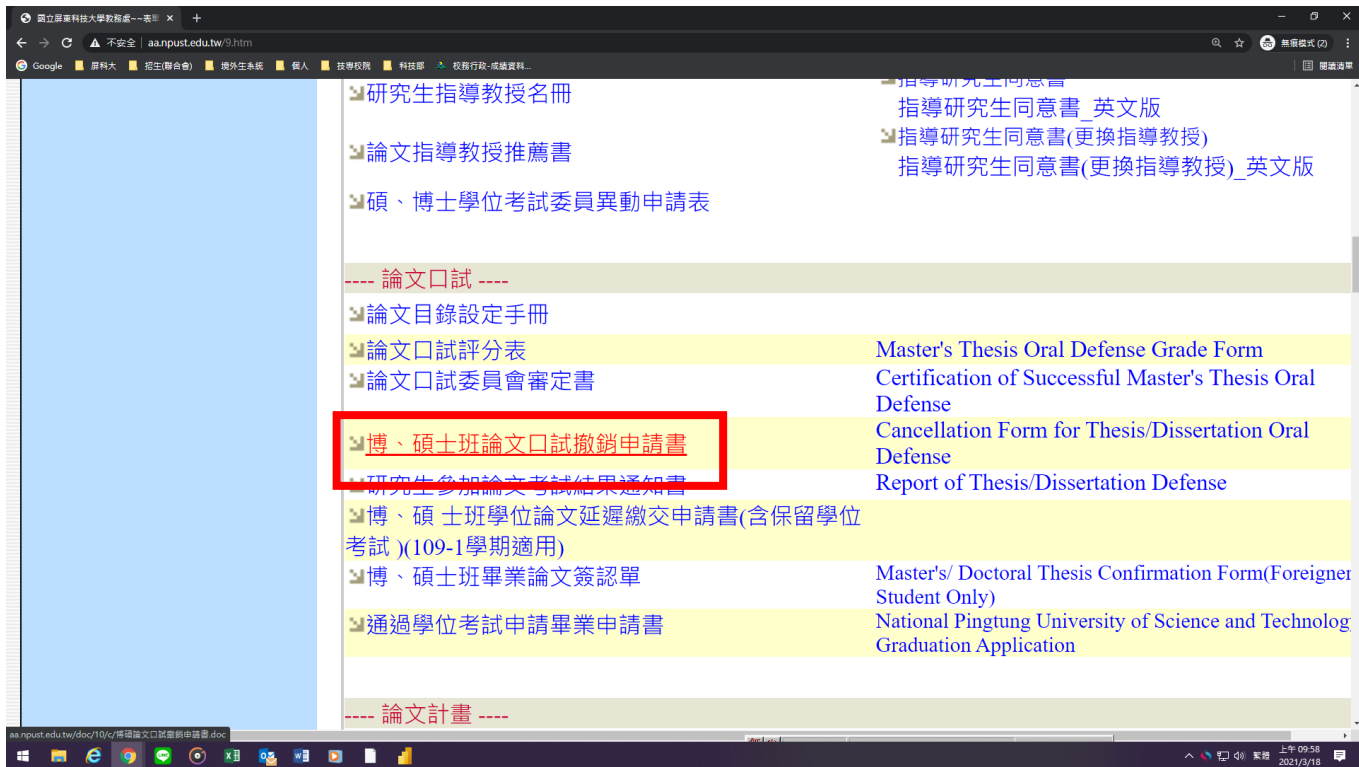 國立屏東科技大學教務處~~表單
不安全 | aa.npust.edu.tw/9.htm
無痕模式 (2)
Google 屏科大 招生(聯合會) 境外生系統 個人 技專校院 科技部 校務行政-成績資料...
閱讀清單
研究生指導教授名冊
指導研究生同意書
指導研究生同意書_英文版
論文指導教授推薦書
指導研究生同意書(更換指導教授)
指導研究生同意書(更換指導教授)_英文版
碩、博士學位考試委員異動申請表
---- 論文口試 ----
論文目錄設定手冊
論文口試評分表
Master's Thesis Oral Defense Grade Form
論文口試委員會審定書
Certification of Successful Master's Thesis Oral
Defense
博、碩士班論文口試撤銷申請書
Cancellation Form for Thesis/Dissertation Oral
Defense
研究生參加論文考試結果通知書
Report of Thesis/Dissertation Defense
博、碩 士班學位論文延遲繳交申請書(含保留學位
考試 )(109-1學期適用)
博、碩士班畢業論文簽認單
Master's/ Doctoral Thesis Confirmation Form(Foreigner
Student Only)
通過學位考試申請畢業申請書
National Pingtung University of Science and Technology
Graduation Application
---- 論文計畫 ----
aa.npust.edu.tw/doc/10/c/博碩論文口試撤銷申請書.doc
繁體
上午 09:58
2021/3/18